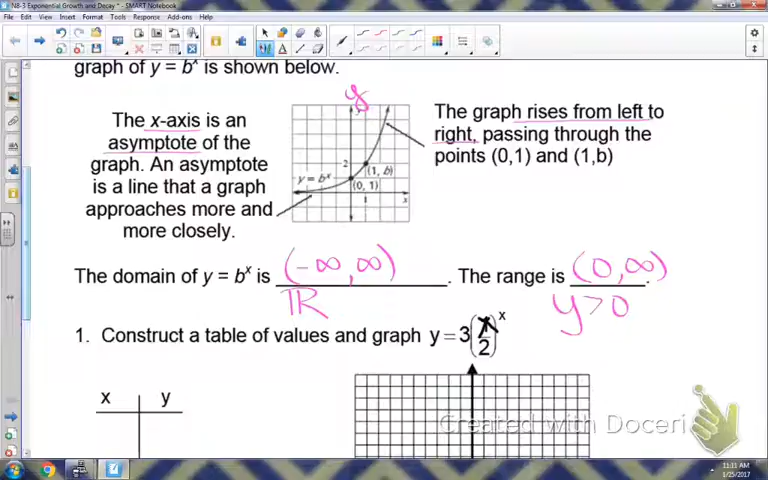 N8-3 Exponential Growth and Decay * - SMART Notebook
File Edit View Insert Format Tools Response Add-ons Help
graph of y = bˣ is shown below.
The x-axis is an
asymptote of the
graph. An asymptote
is a line that a graph
approaches more and
more closely.
y
2
y = bˣ
(1, b)
(0, 1)
1
x
The graph rises from left to
right, passing through the
points (0,1) and (1,b)
The domain of y = bˣ is (-∞,∞). The range is (0,∞).
ℝ y>0
1. Construct a table of values and graph y = 3( /2)ˣ
x y
Created with Doceri
11:11 AM
1/25/2017